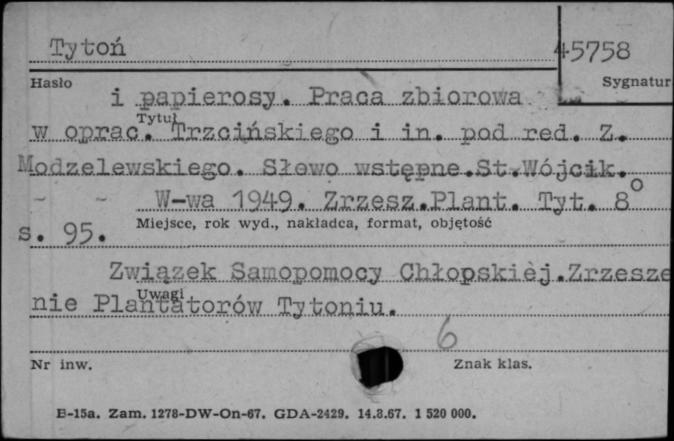 Tytoń 45758
Hasło Sygnatur
i papierosy. Praca zbiorowa
Tytuł
w oprac. Trzcińskiego i in. pod red. Z.
Modzelewskiego. Słowo wstępne.St.Wójcik.
- - W-wa 1949. Zrzesz.Plant. Tyt. 8°
Miejsce, rok wyd., nakładca, format, objętość
s. 95.
Związek Samopomocy Chłopskiej.Zrzesze
Uwagi
nie Plantatorów Tytoniu.
6
Nr inw. Znak klas.
E-15a. Zam. 1278-DW-On-67. GDA-2429. 14.8.67. 1 520 000.